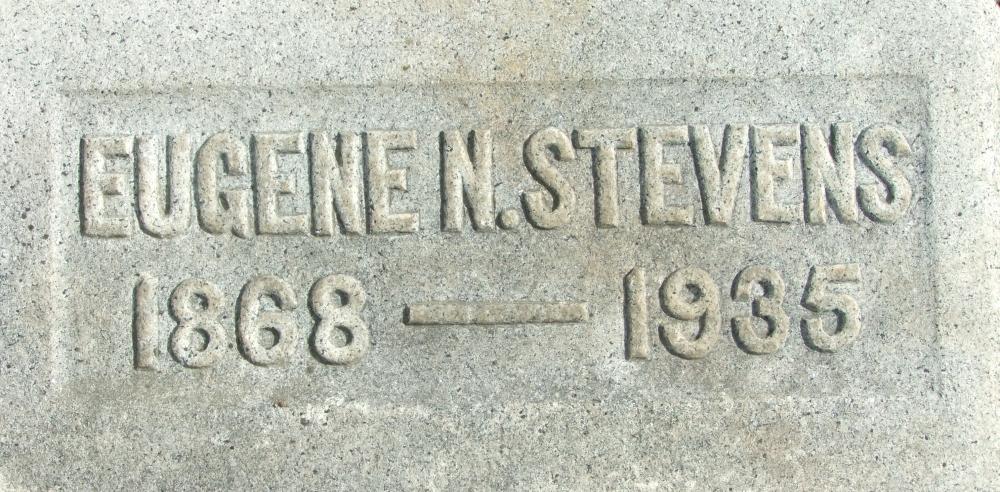 EUGENE N. STEVENS
1868 — 1935